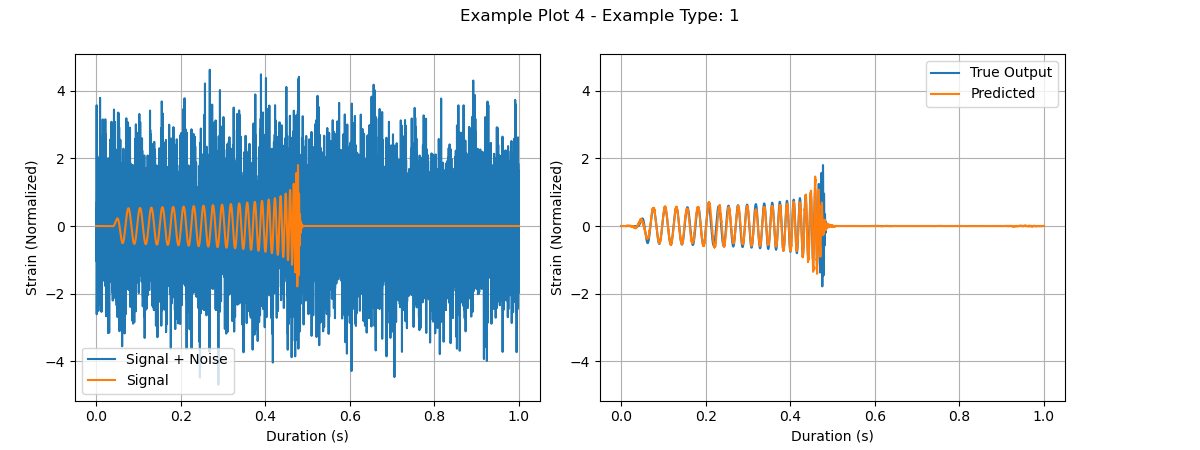 Example Plot 4 - Example Type: 1
Strain (Normalized)
4
2
0
−2
−4
Signal + Noise
Signal
0.0 0.2 0.4 0.6 0.8 1.0
Duration (s)
Strain (Normalized)
4
2
0
−2
−4
True Output
Predicted
0.0 0.2 0.4 0.6 0.8 1.0
Duration (s)